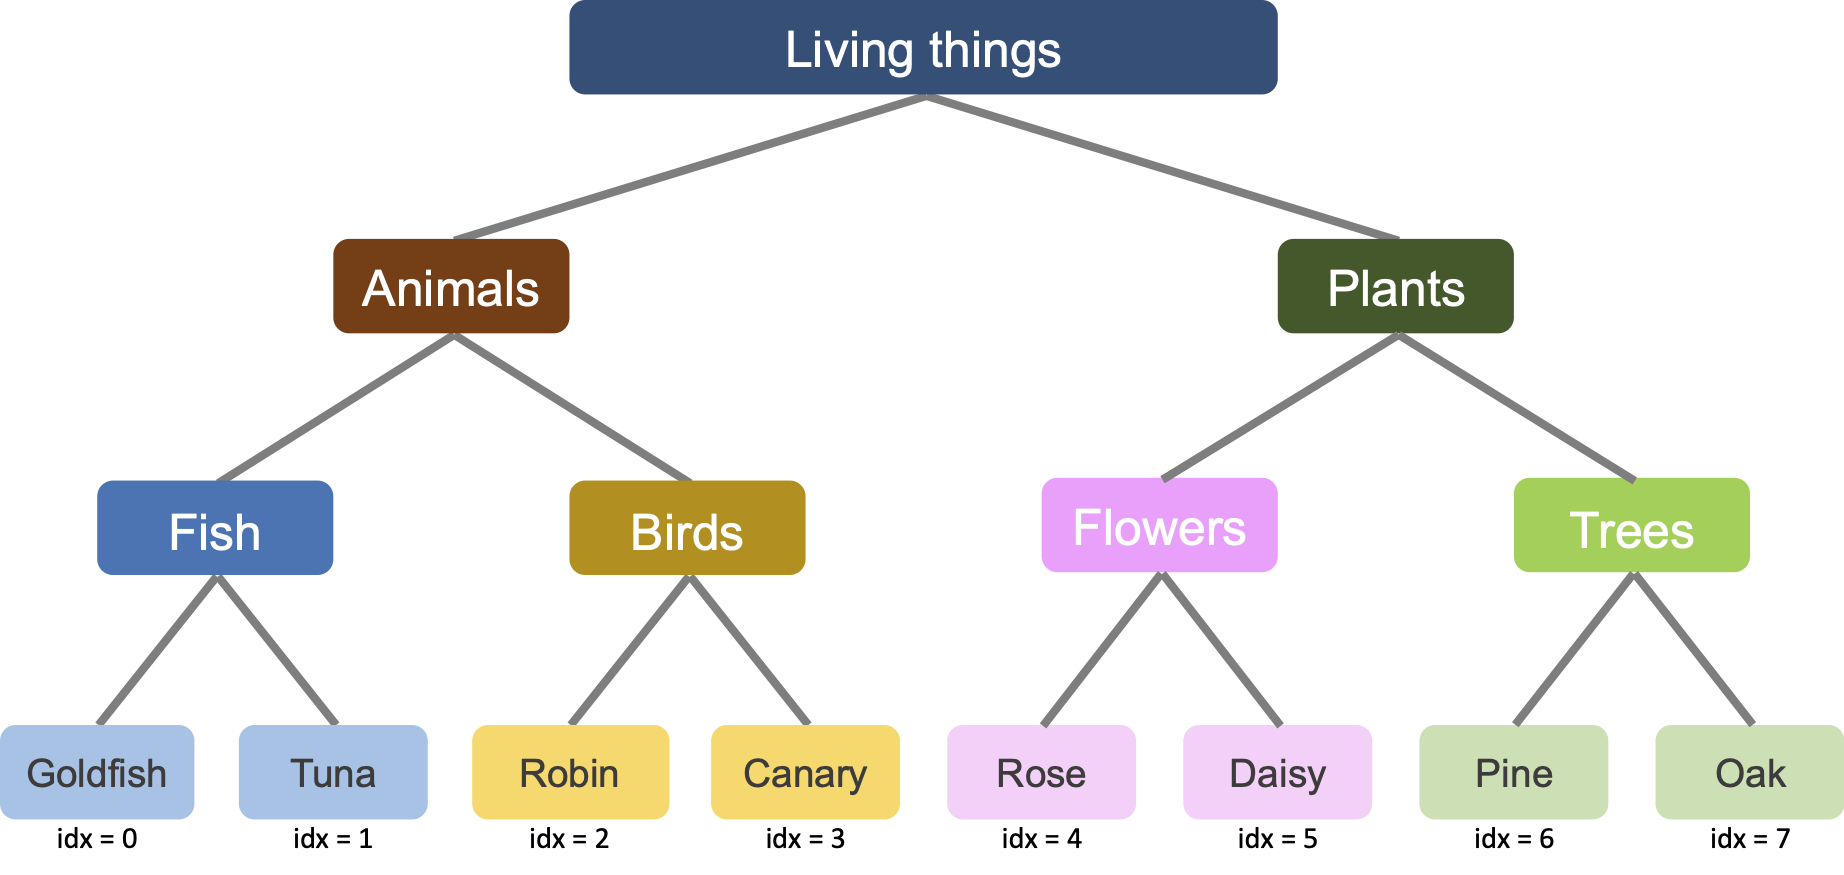 Living things
Animals
Plants
Fish
Birds
Flowers
Trees
Goldfish
Tuna
Robin
Canary
Rose
Daisy
Pine
Oak
idx = 0
idx = 1
idx = 2
idx = 3
idx = 4
idx = 5
idx = 6
idx = 7